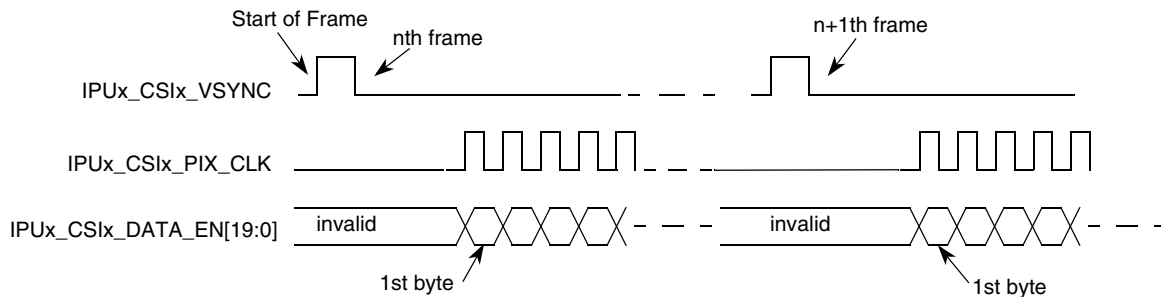 Start of Frame
nth frame
n+1th frame
IPUx_CSIx_VSYNC
IPUx_CSIx_PIX_CLK
IPUx_CSIx_DATA_EN[19:0]
invalid
invalid
1st byte
1st byte